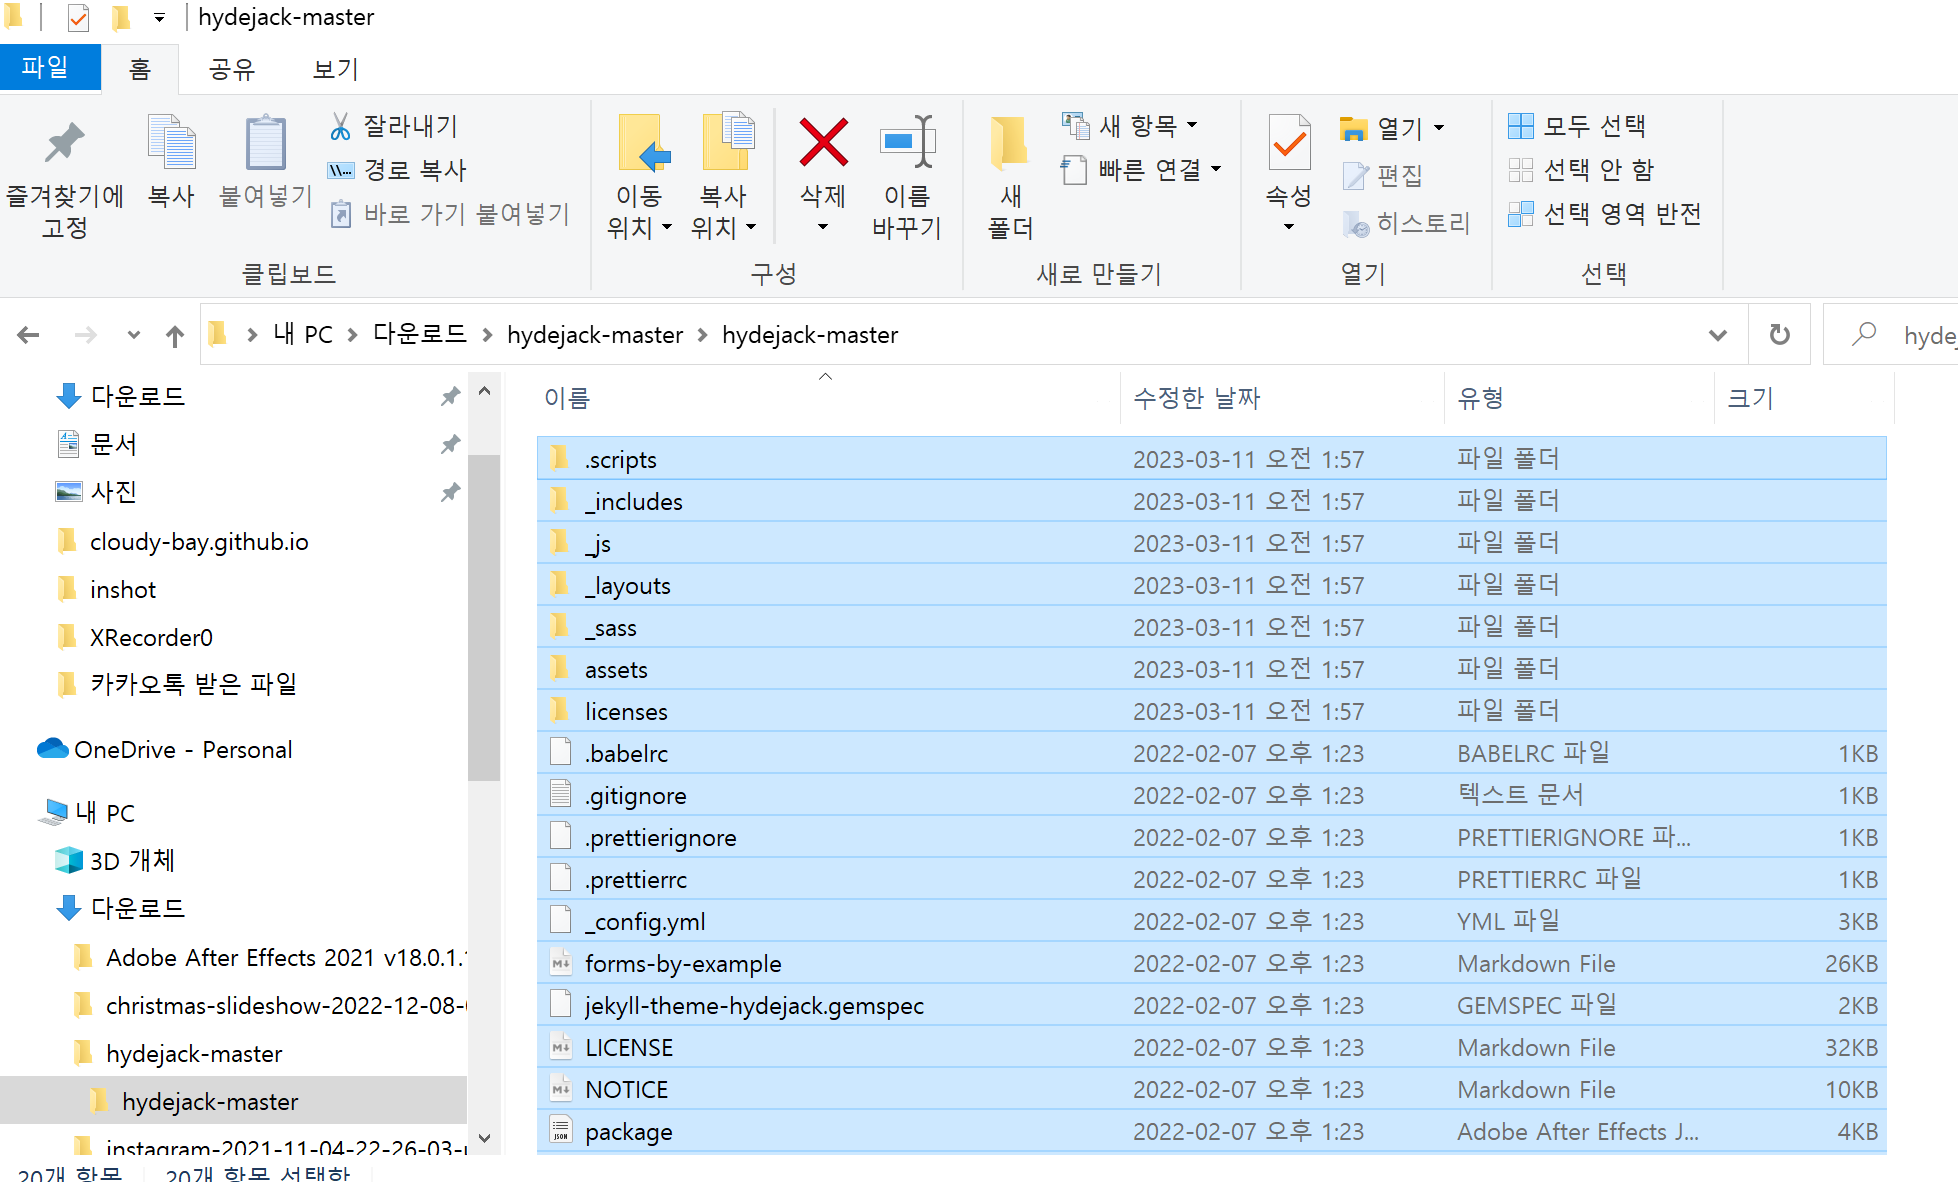 hydejack-master
파일 홈 공유 보기
즐겨찾기에 고정
복사
붙여넣기
잘라내기
경로 복사
바로 가기 붙여넣기
클립보드
이동 위치
복사 위치
삭제
이름 바꾸기
구성
새 폴더
새 항목
빠른 연결
새로 만들기
속성
열기
편집
히스토리
열기
모두 선택
선택 안 함
선택 영역 반전
선택
내 PC 다운로드 hydejack-master hydejack-master
다운로드
문서
사진
cloudy-bay.github.io
inshot
XRecorder0
카카오톡 받은 파일
OneDrive - Personal
내 PC
3D 개체
다운로드
Adobe After Effects 2021 v18.0.1.
christmas-slideshow-2022-12-08-
hydejack-master
hydejack-master
instagram-2021-11-04-22-26-03-
이름 수정한 날짜 유형 크기
.scripts 2023-03-11 오전 1:57 파일 폴더
_includes 2023-03-11 오전 1:57 파일 폴더
_js 2023-03-11 오전 1:57 파일 폴더
_layouts 2023-03-11 오전 1:57 파일 폴더
_sass 2023-03-11 오전 1:57 파일 폴더
assets 2023-03-11 오전 1:57 파일 폴더
licenses 2023-03-11 오전 1:57 파일 폴더
.babelrc 2022-02-07 오후 1:23 BABELRC 파일 1KB
.gitignore 2022-02-07 오후 1:23 텍스트 문서 1KB
.prettierignore 2022-02-07 오후 1:23 PRETTIERIGNORE 파... 1KB
.prettierrc 2022-02-07 오후 1:23 PRETTIERRC 파일 1KB
_config.yml 2022-02-07 오후 1:23 YML 파일 3KB
forms-by-example 2022-02-07 오후 1:23 Markdown File 26KB
jekyll-theme-hydejack.gemspec 2022-02-07 오후 1:23 GEMSPEC 파일 2KB
LICENSE 2022-02-07 오후 1:23 Markdown File 32KB
NOTICE 2022-02-07 오후 1:23 Markdown File 10KB
package 2022-02-07 오후 1:23 Adobe After Effects J... 4KB
20개 항목 20개 항목 선택함